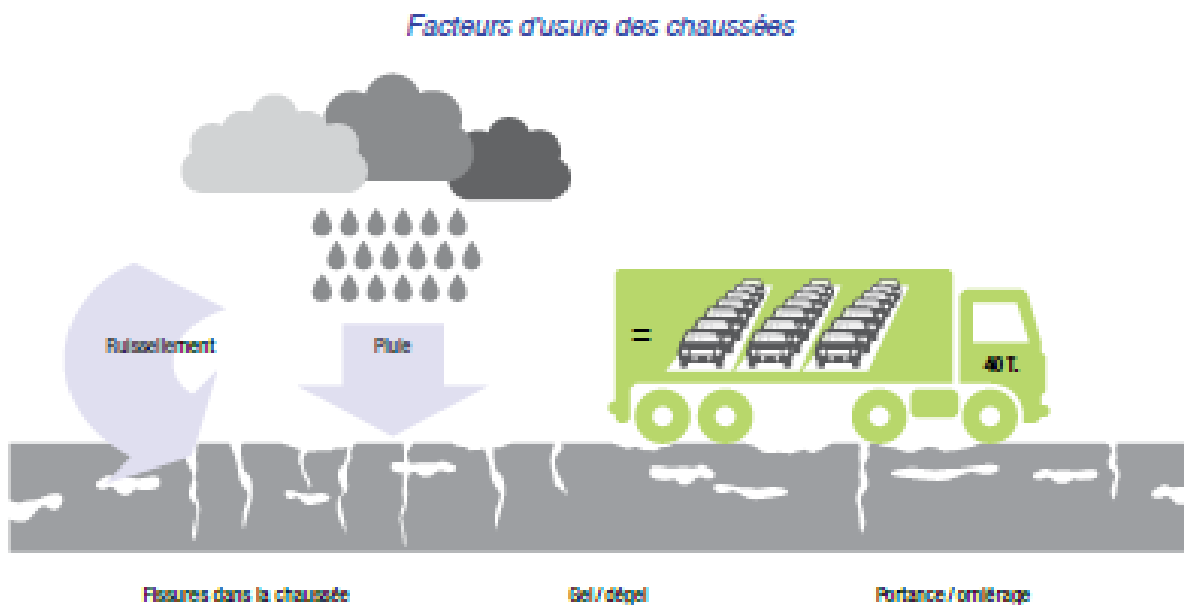 Facteurs d'usure des chaussées
Ruissellement
Pluie
=
40 T.
Fissures dans la chaussée
Gel / dégel
Portance / orniérage